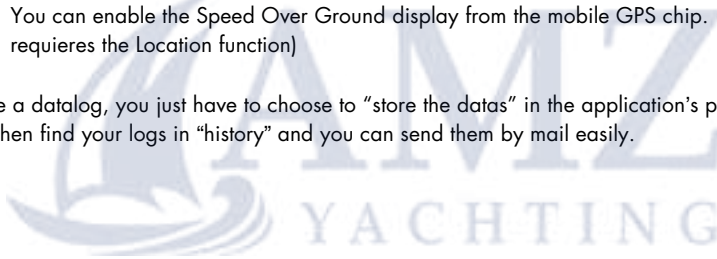 You can enable the Speed Over Ground display from the mobile GPS chip.
requieres the Location function)
e a datalog, you just have to choose to “store the datas” in the application’s p
hen find your logs in “history” and you can send them by mail easily.
AMZ
YACHTING